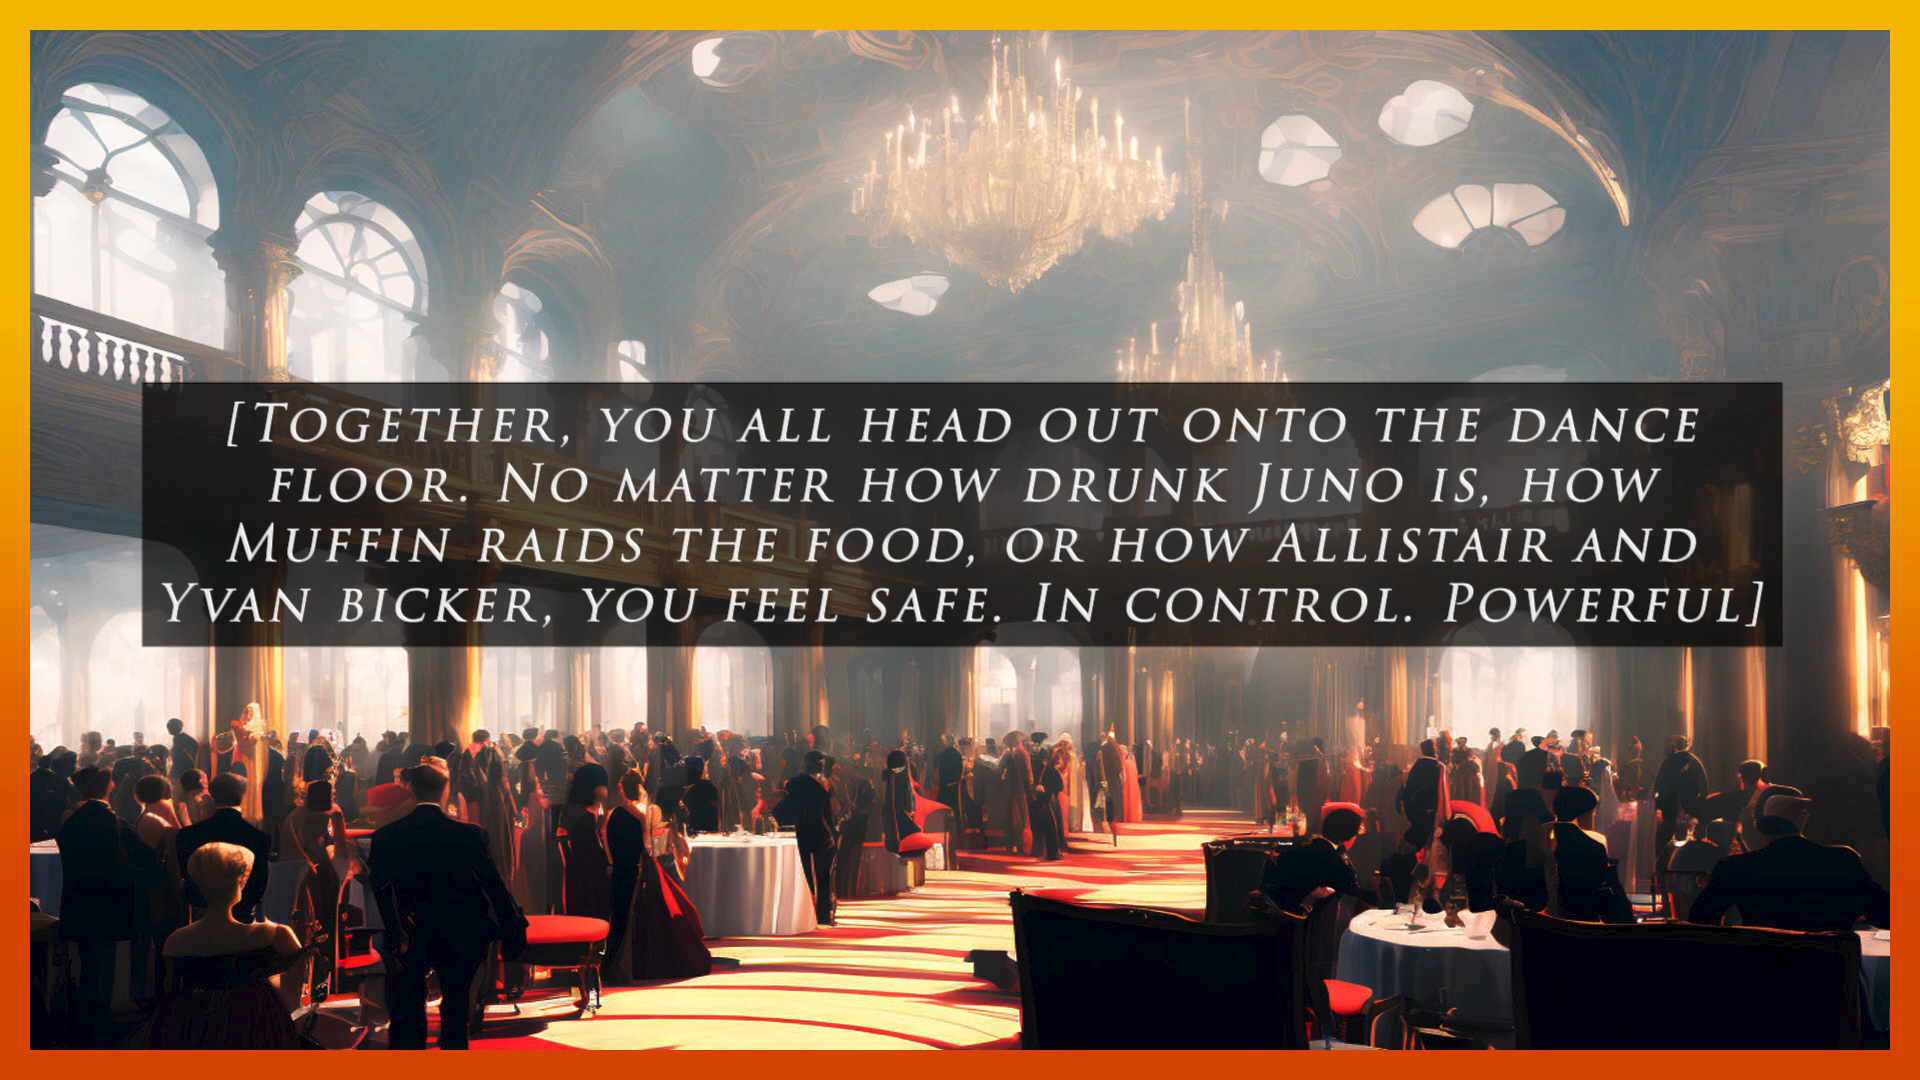 [Together, you all head out onto the dance
floor. No matter how drunk Juno is, how
Muffin raids the food, or how Allistair and
Yvan bicker, you feel safe. In control. Powerful]